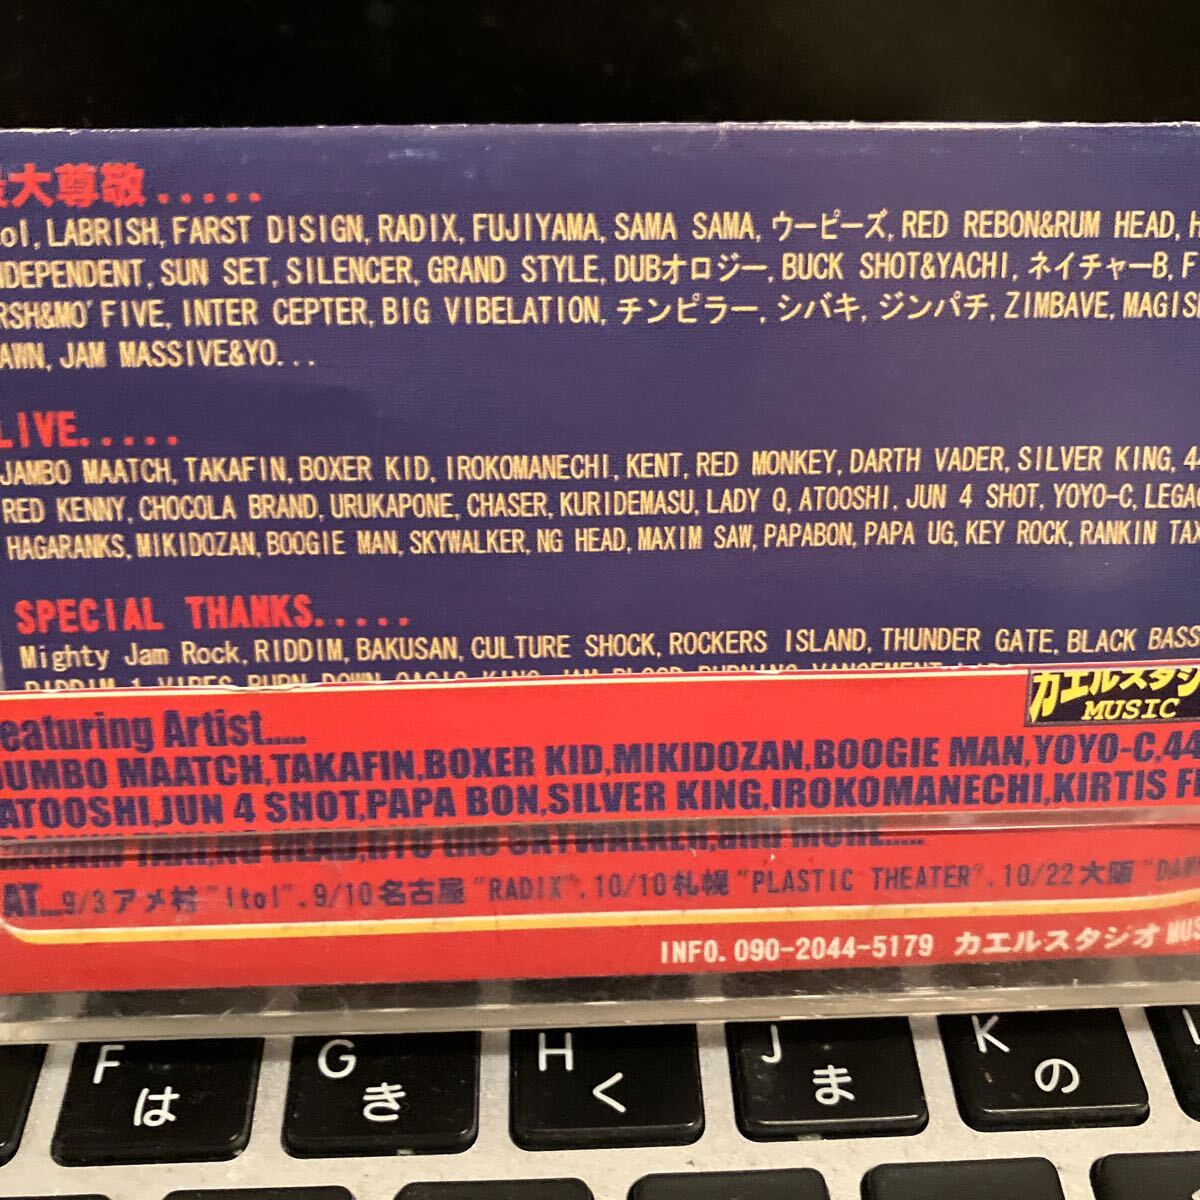 大尊敬.....
LABRISH, FARST DISIGN, RADIX, FUJIYAMA, SAMA SAMA, ウーピーズ, RED REBON&RUM HEAD,
NDEPENDENT, SUN SET, SILENCER, GRAND STYLE, DUBオロジー, BUCK SHOT&YACHI, ネイチャーB, F
RSH&MO'FIVE, INTER CEPTER, BIG VIBELATION, チンピラー, シバキ, ジンパチ, ZIMBAVE, MAGIS
AWN, JAM MASSIVE&YO...
LIVE.....
JAMBO MAATCH, TAKAFIN, BOXER KID, IROKOMANECHI, KENT, RED MONKEY, DARTH VADER, SILVER KING, 44
RED KENNY, CHOCOLA BRAND, URUKAPONE, CHASER, KURIDEMASU, LADY Q, ATOOSHI, JUN 4 SHOT, YOYO-C, LEGA
HAGARANKS, MIKIDOZAN, BOOGIE MAN, SKYWALKER, NG HEAD, MAXIM SAW, PAPABON, PAPA UG, KEY ROCK, RANKIN TAX
SPECIAL THANKS.....
Mighty Jam Rock, RIDDIM, BAKUSAN, CULTURE SHOCK, ROCKERS ISLAND, THUNDER GATE, BLACK BASS
カエルスタジ
MUSIC
eaturing Artist.....
JUMBO MAATCH, TAKAFIN, BOXER KID, MIKIDOZAN, BOOGIE MAN, YOYO-C, 44
ATOOSHI, JUN 4 SHOT, PAPA BON, SILVER KING, IROKOMANECHI, KIRTIS F
AT....9/3アメ村"Itol", 9/10名古屋"RADIX", 10/10札幌"PLASTIC THEATER", 10/22大阪"DA
INFO. 090-2044-5179 カエルスタジオMUS
F G H J K
は き く ま の